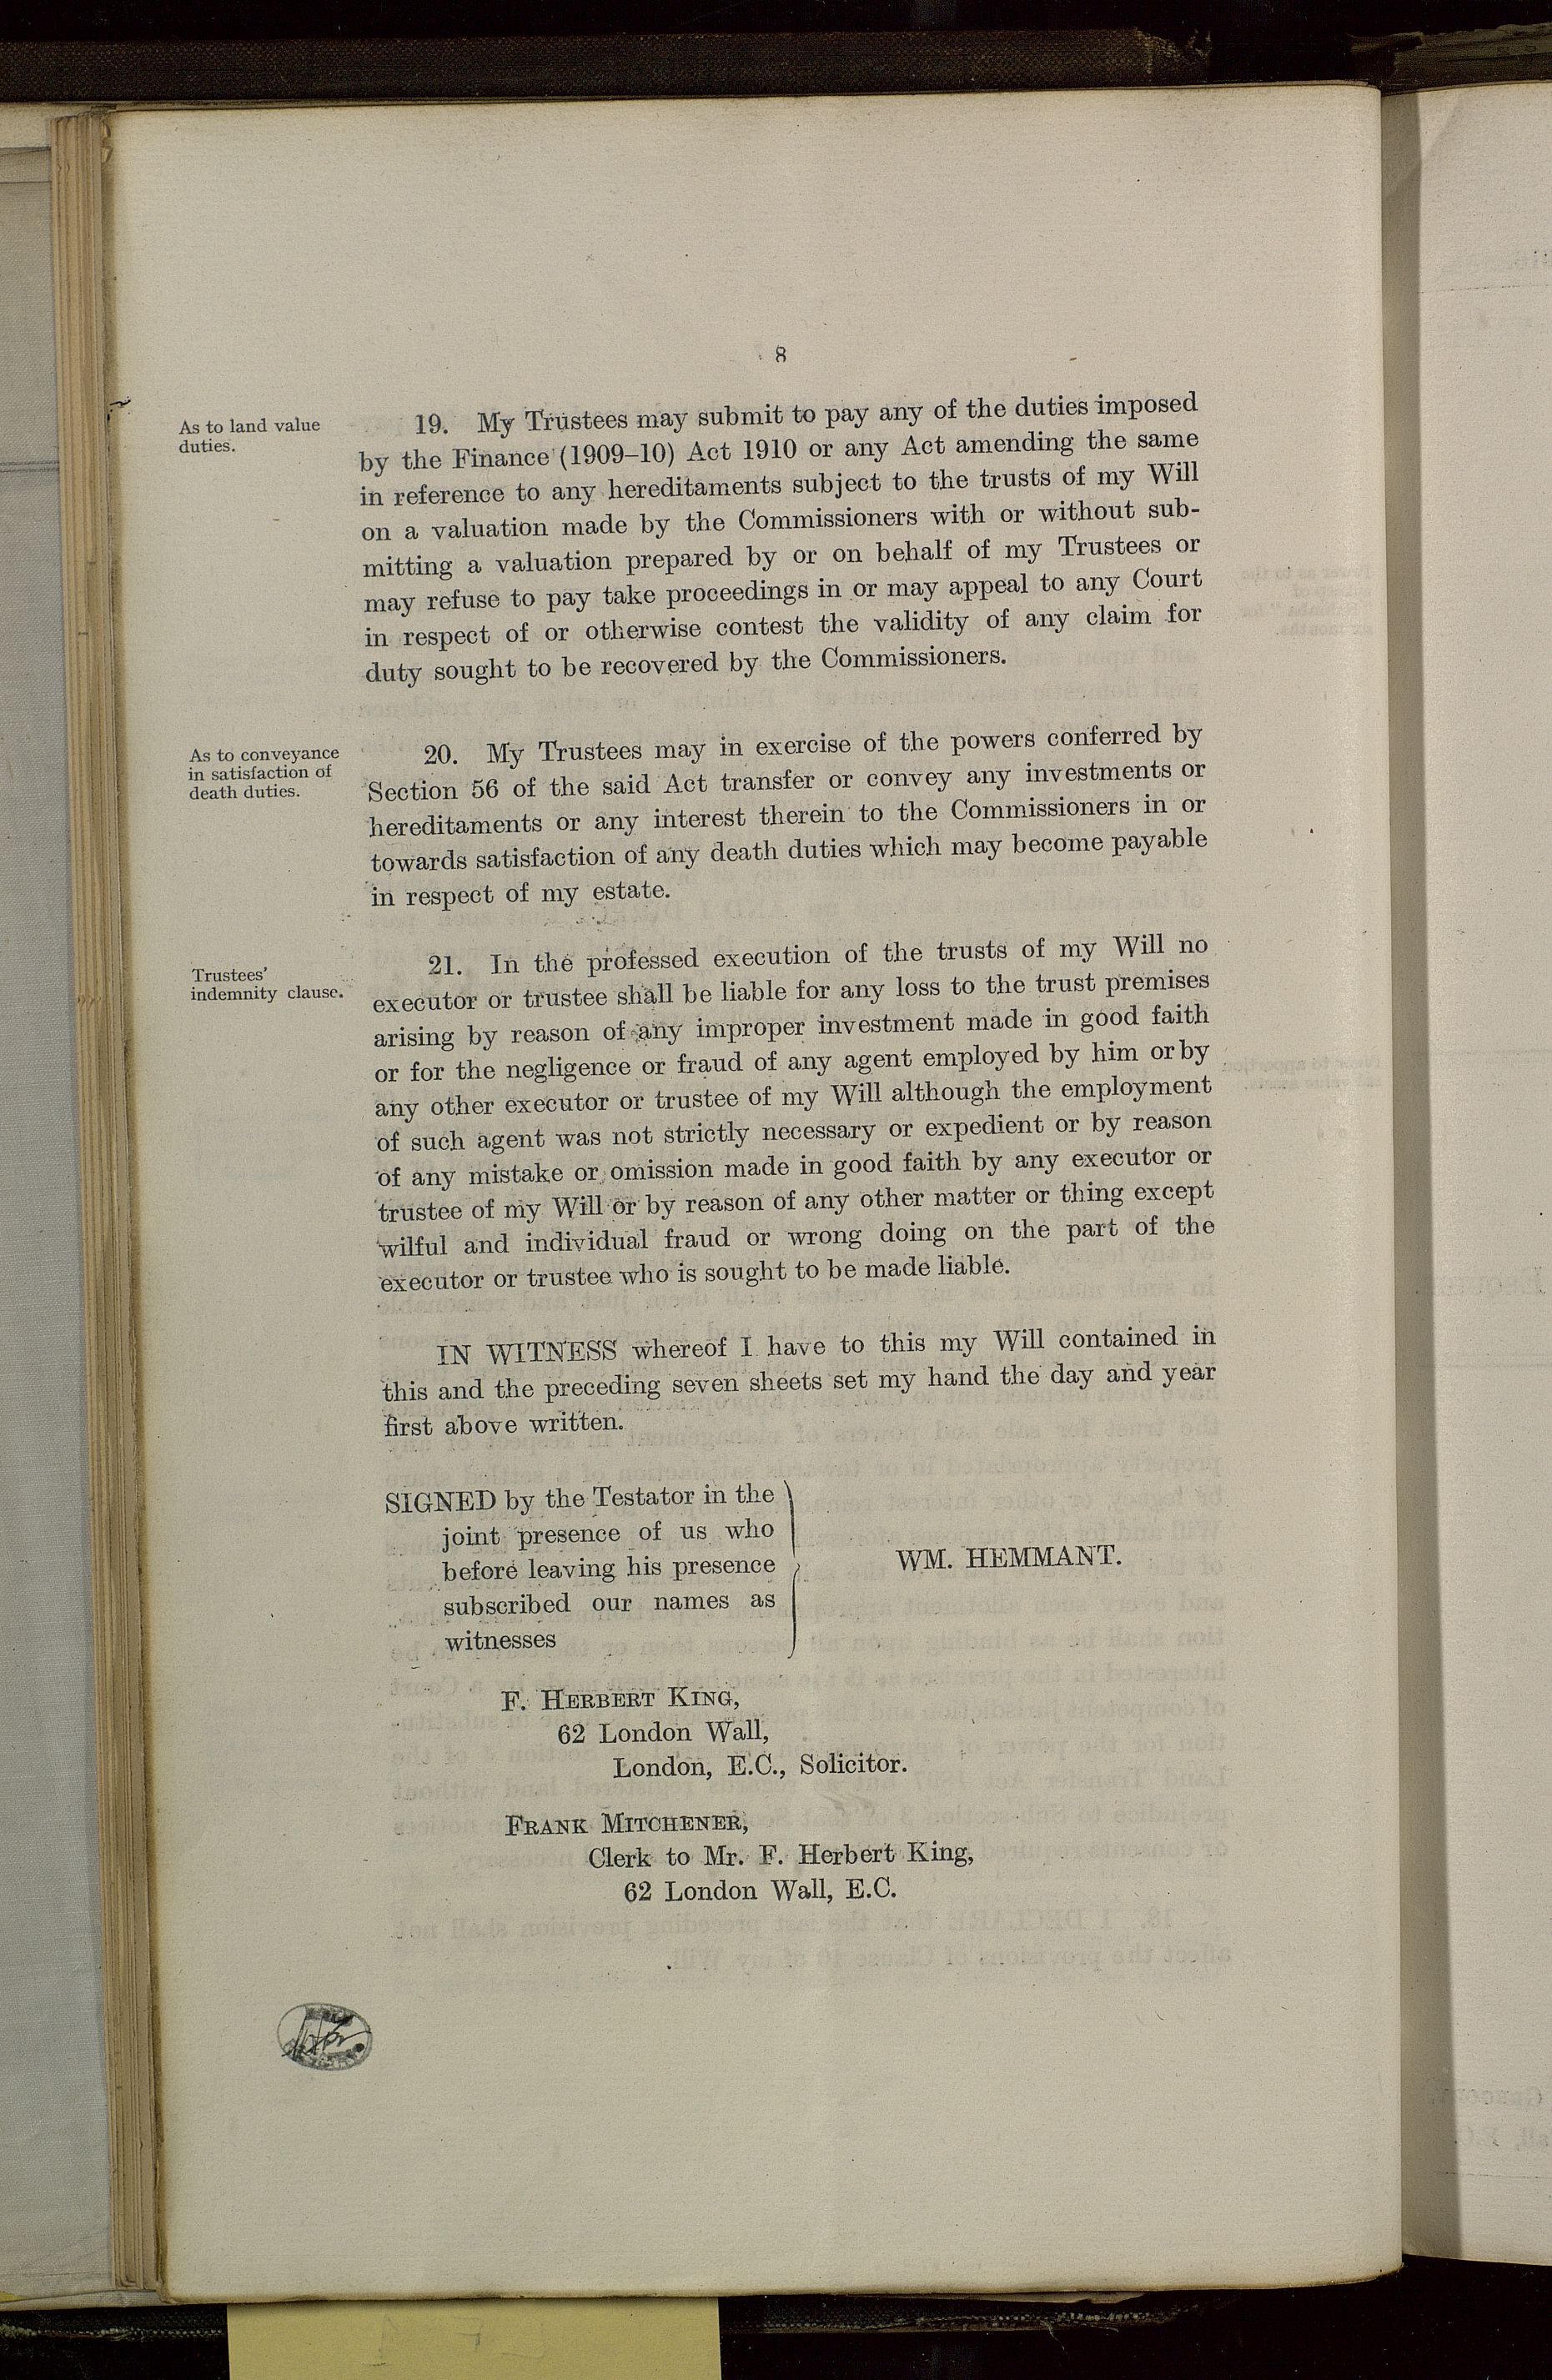 8
As to land value
duties.
19. My Trustees may submit to pay any of the duties imposed
by the Finance (1909–10) Act 1910 or any Act amending the same
in reference to any hereditaments subject to the trusts of my Will
on a valuation made by the Commissioners with or without sub-
mitting a valuation prepared by or on behalf of my Trustees or
may refuse to pay take proceedings in or may appeal to any Court
in respect of or otherwise contest the validity of any claim for
duty sought to be recovered by the Commissioners.
As to conveyance
in satisfaction of
death duties.
20. My Trustees may in exercise of the powers conferred by
Section 56 of the said Act transfer or convey any investments or
hereditaments or any interest therein to the Commissioners in or
towards satisfaction of any death duties which may become payable
in respect of my estate.
Trustees'
indemnity clause.
21. In the professed execution of the trusts of my Will no
executor or trustee shall be liable for any loss to the trust premises
arising by reason of any improper investment made in good faith
or for the negligence or fraud of any agent employed by him or by
any other executor or trustee of my Will although the employment
of such agent was not strictly necessary or expedient or by reason
of any mistake or omission made in good faith by any executor or
trustee of my Will or by reason of any other matter or thing except
wilful and individual fraud or wrong doing on the part of the
executor or trustee who is sought to be made liable.
IN WITNESS whereof I have to this my Will contained in
this and the preceding seven sheets set my hand the day and year
first above written.
SIGNED by the Testator in the
joint presence of us who
before leaving his presence
subscribed our names as
witnesses
WM. HEMMANT.
F. HERBERT KING,
62 London Wall,
London, E.C., Solicitor.
FRANK MITCHENER,
Clerk to Mr. F. Herbert King,
62 London Wall, E.C.